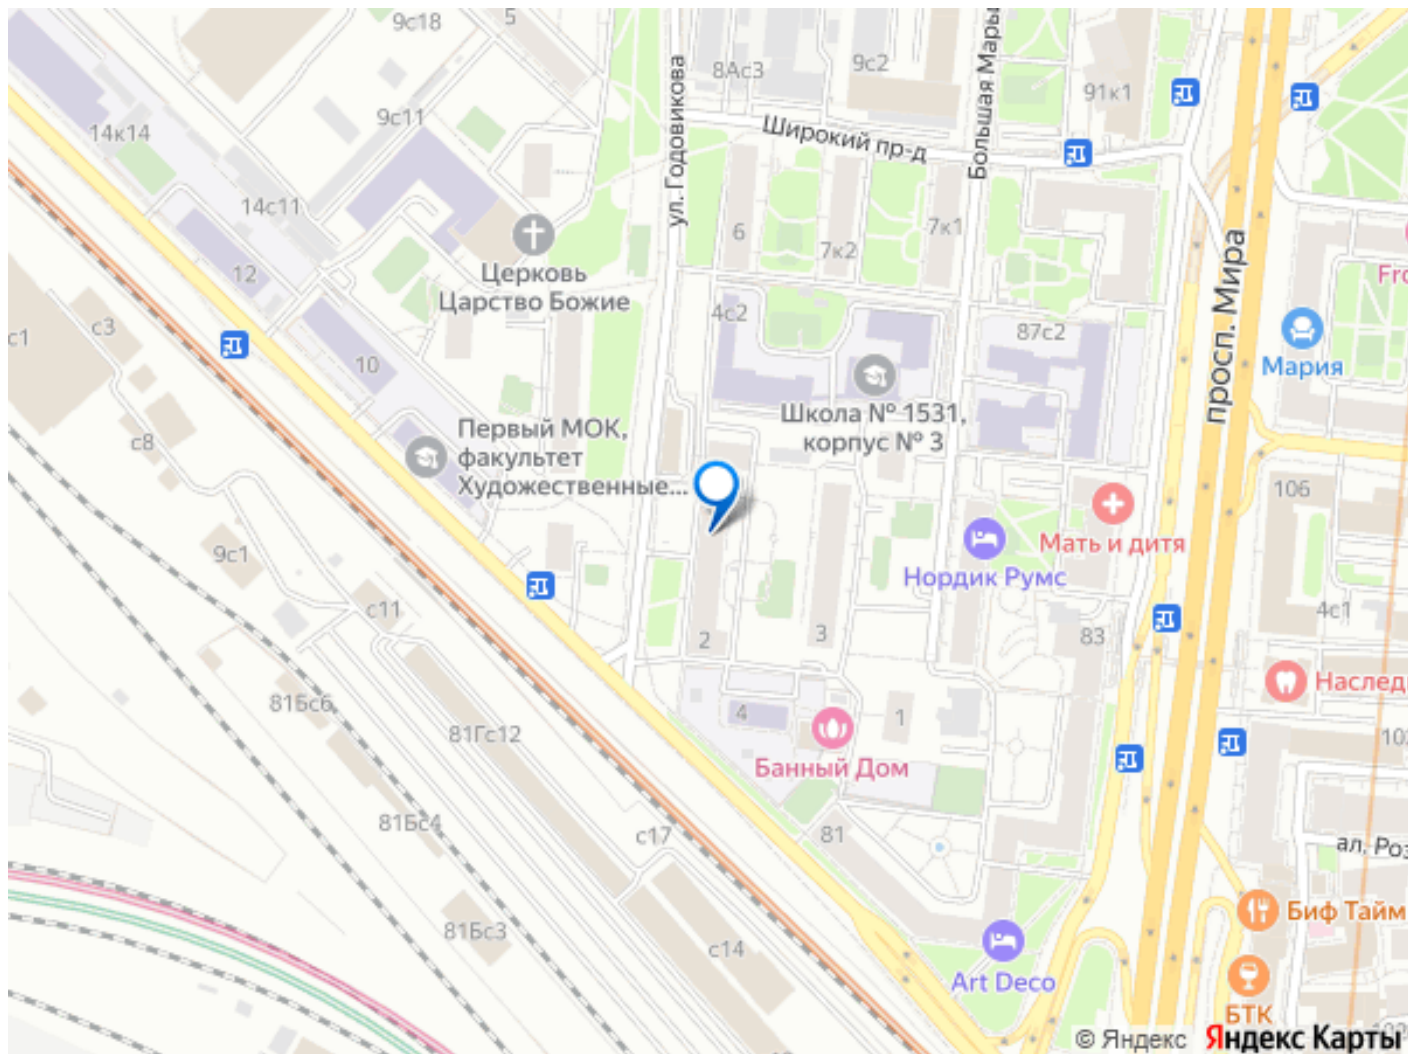 9с18
5
8Ас3
9с2
91к1
Большая Марьи
14к14
9с11
ул. Годовикова
Широкий пр-д
14с11
6
7к2
7к1
12
Церковь
Царство Божие
просп. Мира
Fro
с1
с3
4с2
87с2
10
Мария
Школа № 1531,
корпус № 3
с8
Первый МОК,
факультет
Художественные...
106
9с1
Мать и дитя
Нордик Румс
с11
2
3
83
4с1
81Бс6
81Гс12
4
1
Наслед
Банный Дом
102
81Бс4
с17
81
ал. Роз
81Бс3
с14
Биф Тайм
Art Deco
БТК
© Яндекс Яндекс Карты